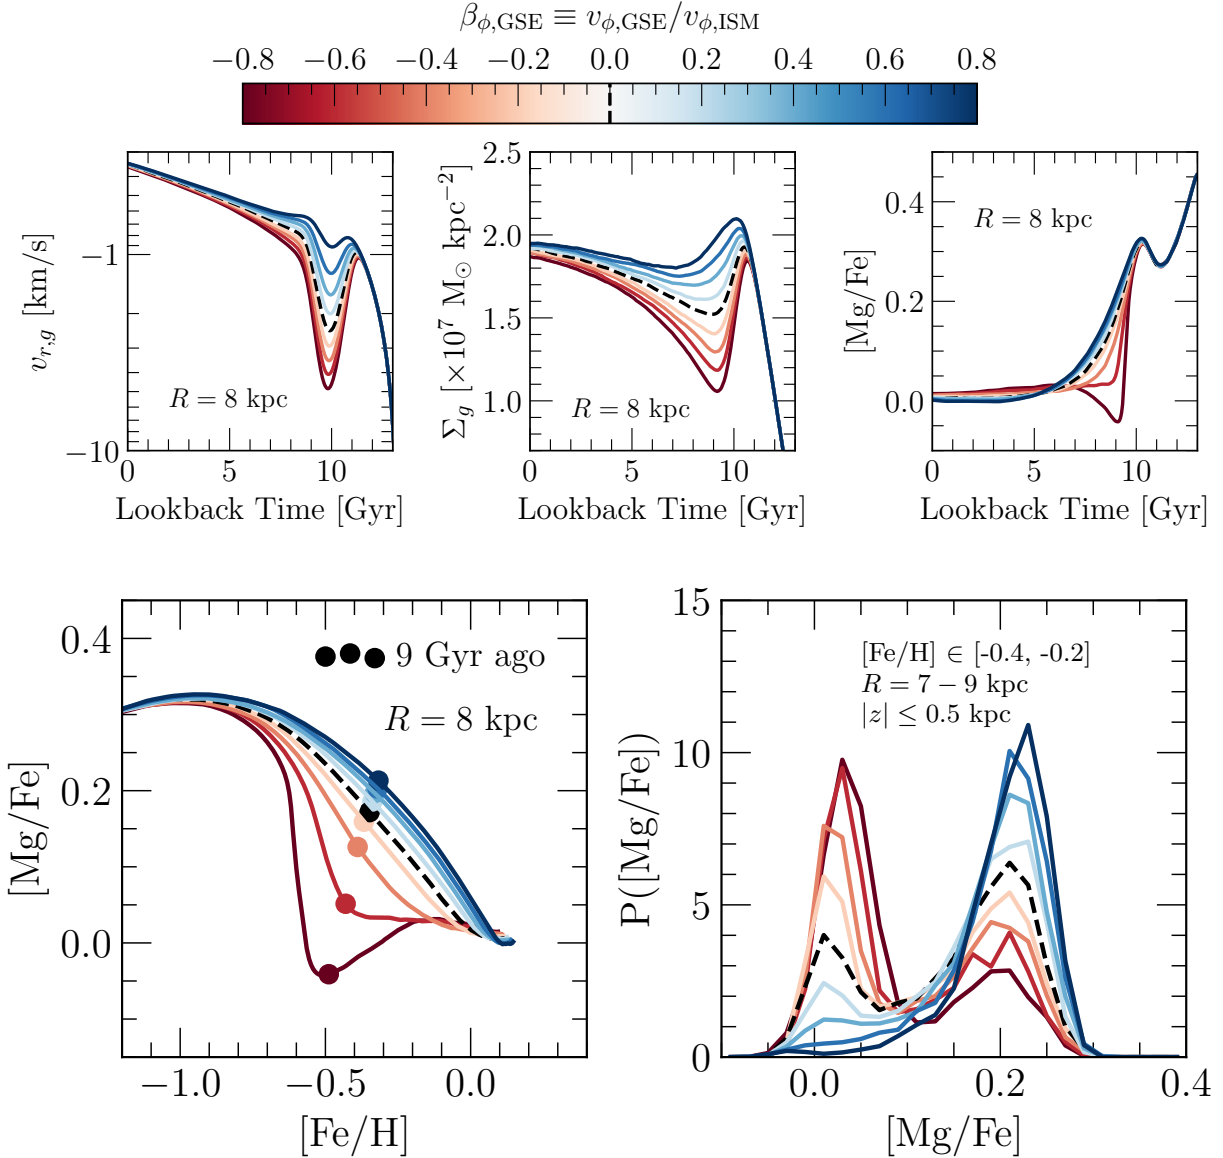 β_ϕ,GSE ≡ v_ϕ,GSE/v_ϕ,ISM
−0.8 −0.6 −0.4 −0.2 0.0 0.2 0.4 0.6 0.8
v_r,g [km/s]
−1
−10
R = 8 kpc
0 5 10
Lookback Time [Gyr]
Σ_g [×10^7 M_⊙ kpc^−2]
2.5
2.0
1.5
1.0
R = 8 kpc
0 5 10
Lookback Time [Gyr]
[Mg/Fe]
0.4
0.2
0.0
R = 8 kpc
0 5 10
Lookback Time [Gyr]
[Mg/Fe]
0.4
0.2
0.0
9 Gyr ago
R = 8 kpc
−1.0 −0.5 0.0
[Fe/H]
P([Mg/Fe])
15
10
5
0
[Fe/H] ∈ [-0.4, -0.2]
R = 7 − 9 kpc
|z| ≤ 0.5 kpc
0.0 0.2 0.4
[Mg/Fe]